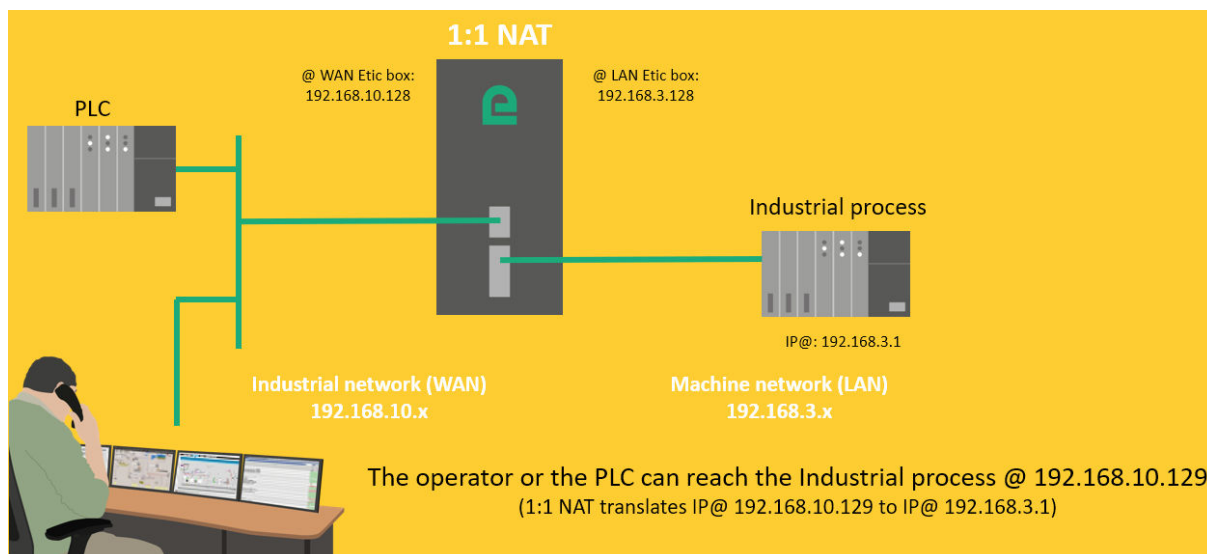 1:1 NAT
@ WAN Etic box:
192.168.10.128
@ LAN Etic box:
192.168.3.128
PLC
Industrial process
IP@: 192.168.3.1
Industrial network (WAN)
192.168.10.x
Machine network (LAN)
192.168.3.x
The operator or the PLC can reach the Industrial process @ 192.168.10.129
(1:1 NAT translates IP@ 192.168.10.129 to IP@ 192.168.3.1)